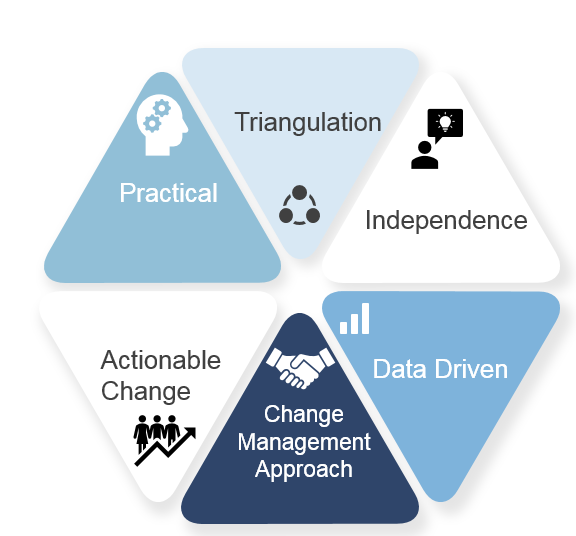 Triangulation
Practical
Independence
Actionable
Change
Data Driven
Change
Management
Approach